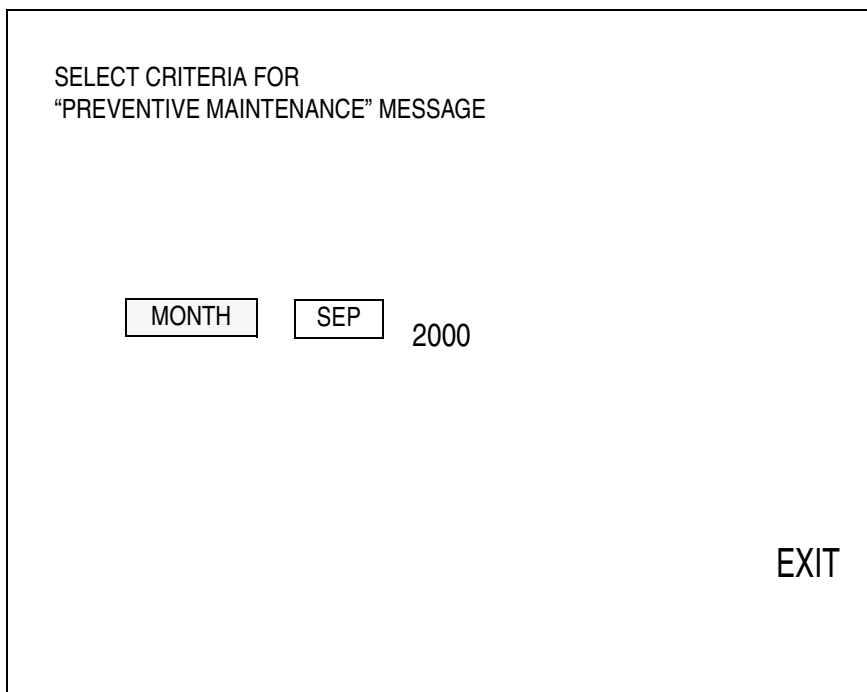 SELECT CRITERIA FOR
“PREVENTIVE MAINTENANCE” MESSAGE
MONTH SEP 2000
EXIT